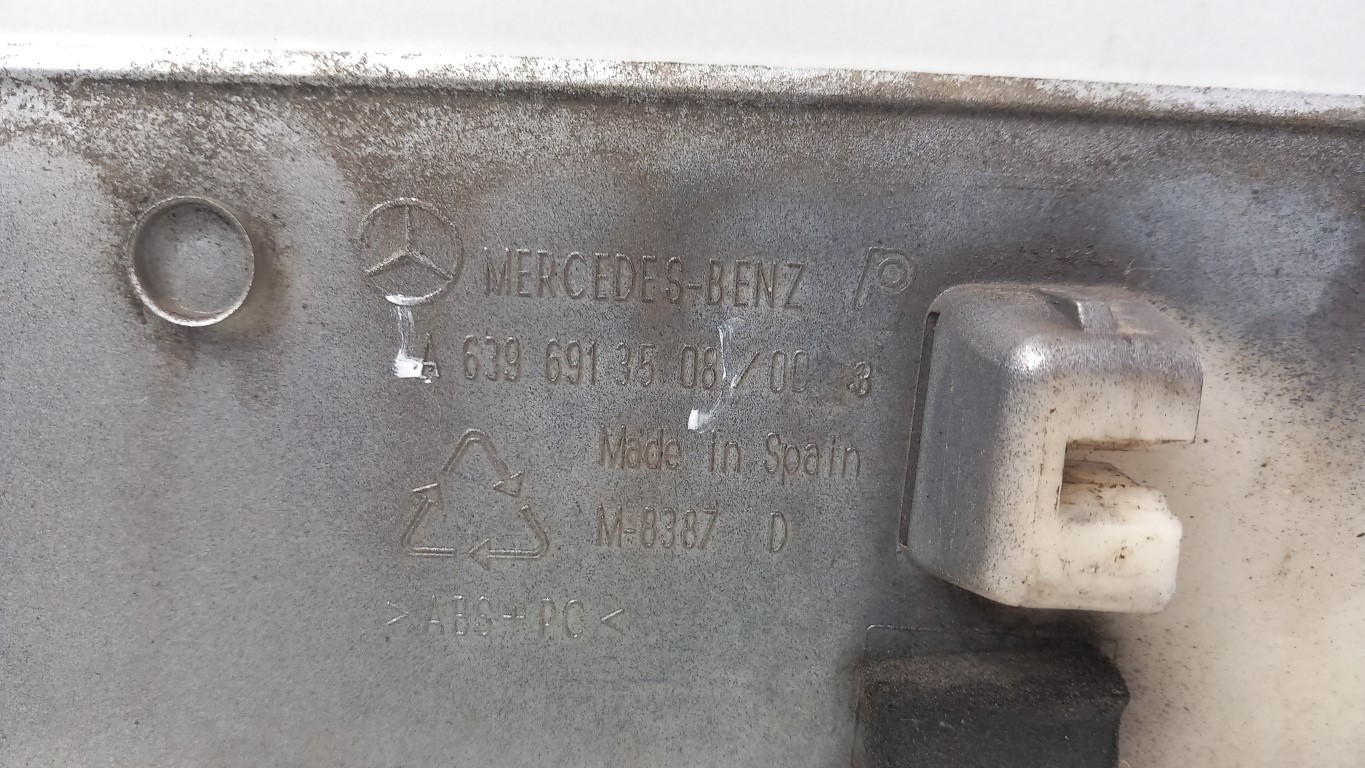 MERCEDES-BENZ P
A 639 691 35 08/00
Made in Spain
M-8387 D
>ABS+PC<